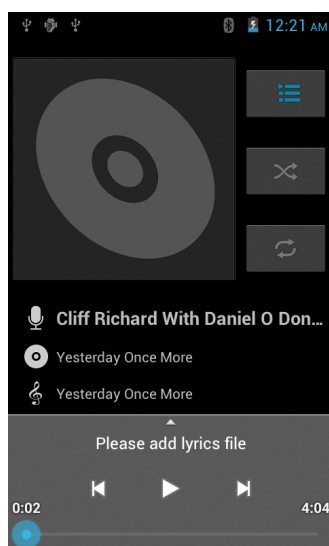 12:21 AM
Cliff Richard With Daniel O Don...
Yesterday Once More
Yesterday Once More
Please add lyrics file
0:02
4:04